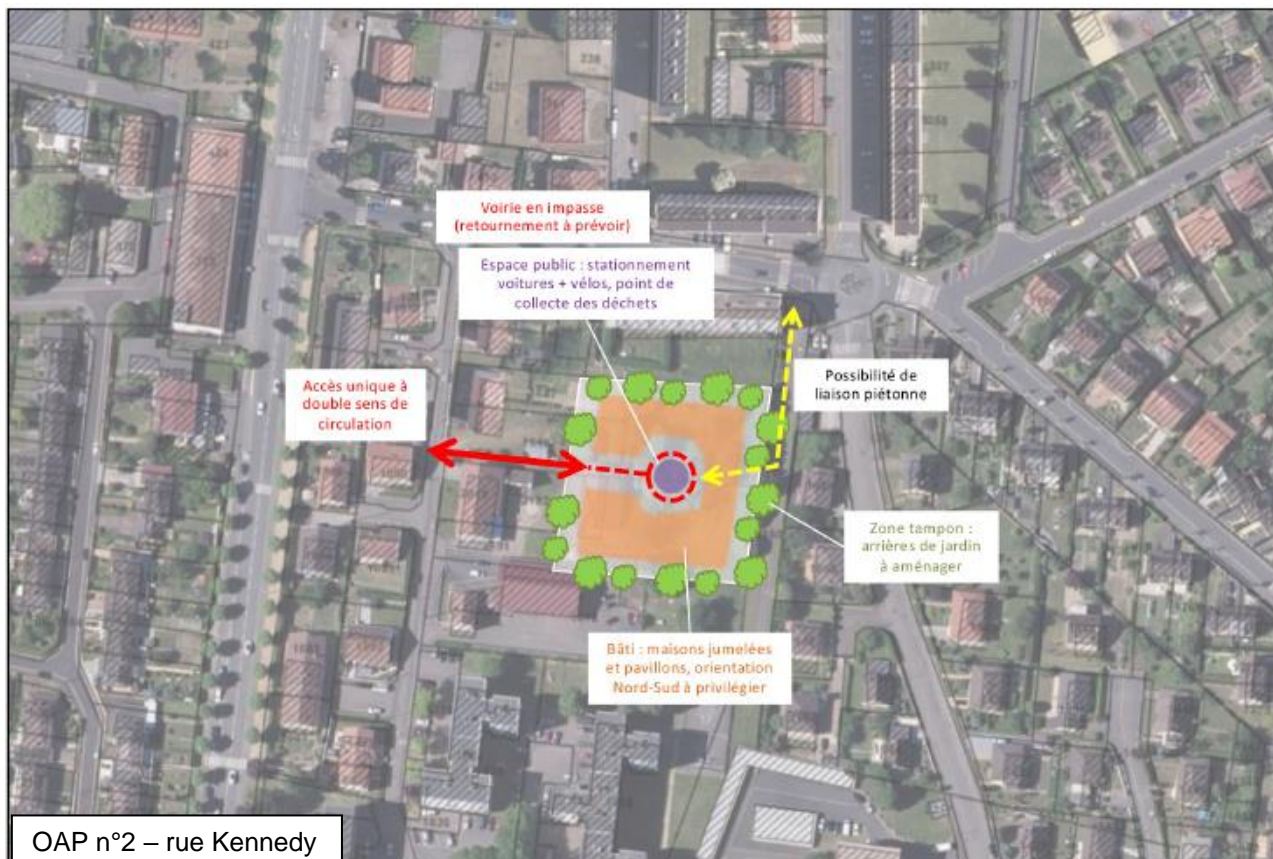 Voirie en impasse
(retournement à prévoir)
Espace public : stationnement
voitures + vélos, point de
collecte des déchets
Accès unique à
double sens de
circulation
Possibilité de
liaison piétonne
Zone tampon :
arrières de jardin
à aménager
Bâti : maisons jumelées
et pavillons, orientation
Nord-Sud à privilégier
OAP n°2 – rue Kennedy